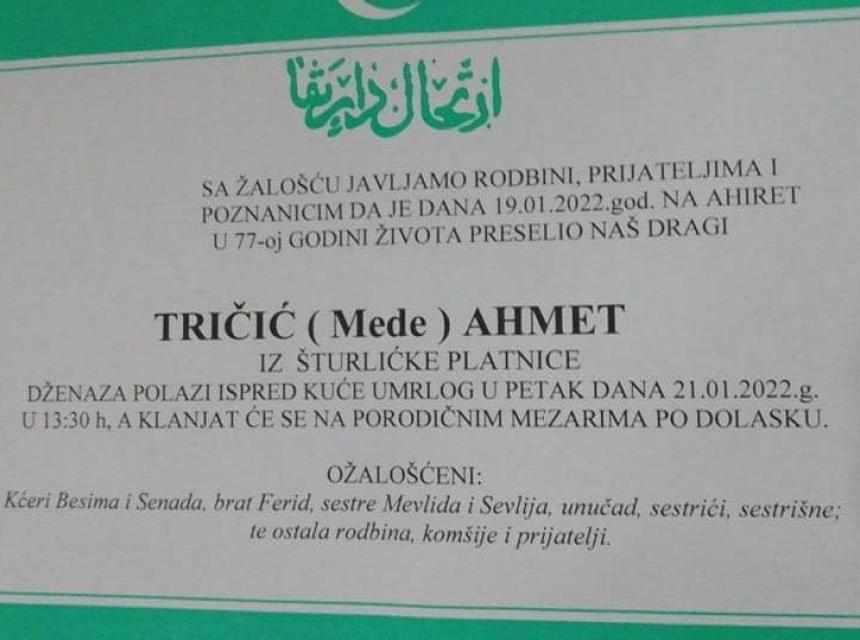 ارتحال دار بقا
SA ŽALOŠĆU JAVLJAMO RODBINI, PRIJATELJIMA I
POZNANICIM DA JE DANA 19.01.2022.god. NA AHIRET
U 77-oj GODINI ŽIVOTA PRESELIO NAŠ DRAGI
TRIČIĆ ( Mede ) AHMET
IZ ŠTURLIĆKE PLATNICE
DŽENAZA POLAZI ISPRED KUĆE UMRLOG U PETAK DANA 21.01.2022.g.
U 13:30 h, A KLANJAT ĆE SE NA PORODIČNIM MEZARIMA PO DOLASKU.
OŽALOŠĆENI:
Kćeri Besima i Senada, brat Ferid, sestre Mevlida i Sevlija, unučad, sestrići, sestrišne;
te ostala rodbina, komšije i prijatelji.